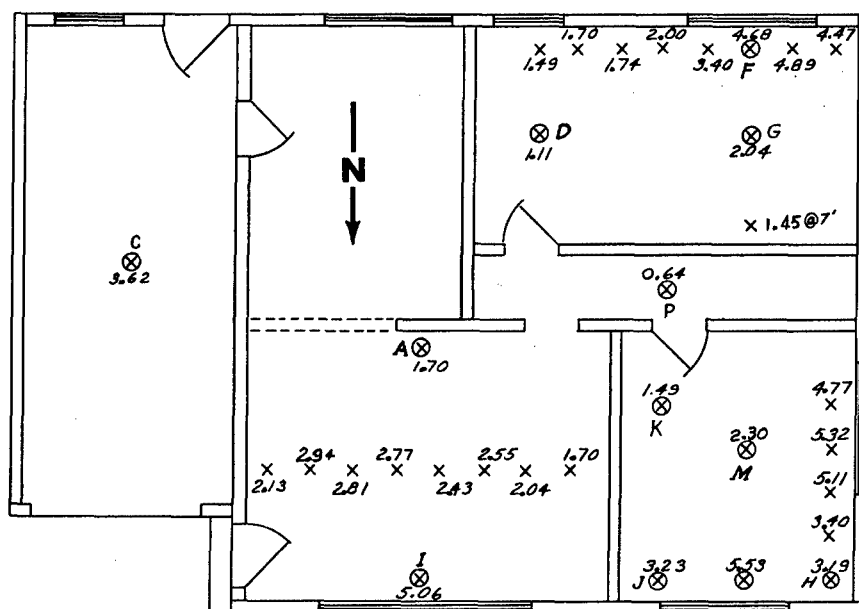 1.70 2.00 4.68 4.47
1.49 1.74 3.40 F 4.89
D G
1.11 2.04
N
1.45@7'
C
3.62
0.64
P
A
1.70
1.49 4.77
K
2.94 2.77 2.55 1.70 2.30 5.32
M
2.13 2.81 2.43 2.04 5.11
3.40
I 3.23 5.53 3.19
J H
5.06